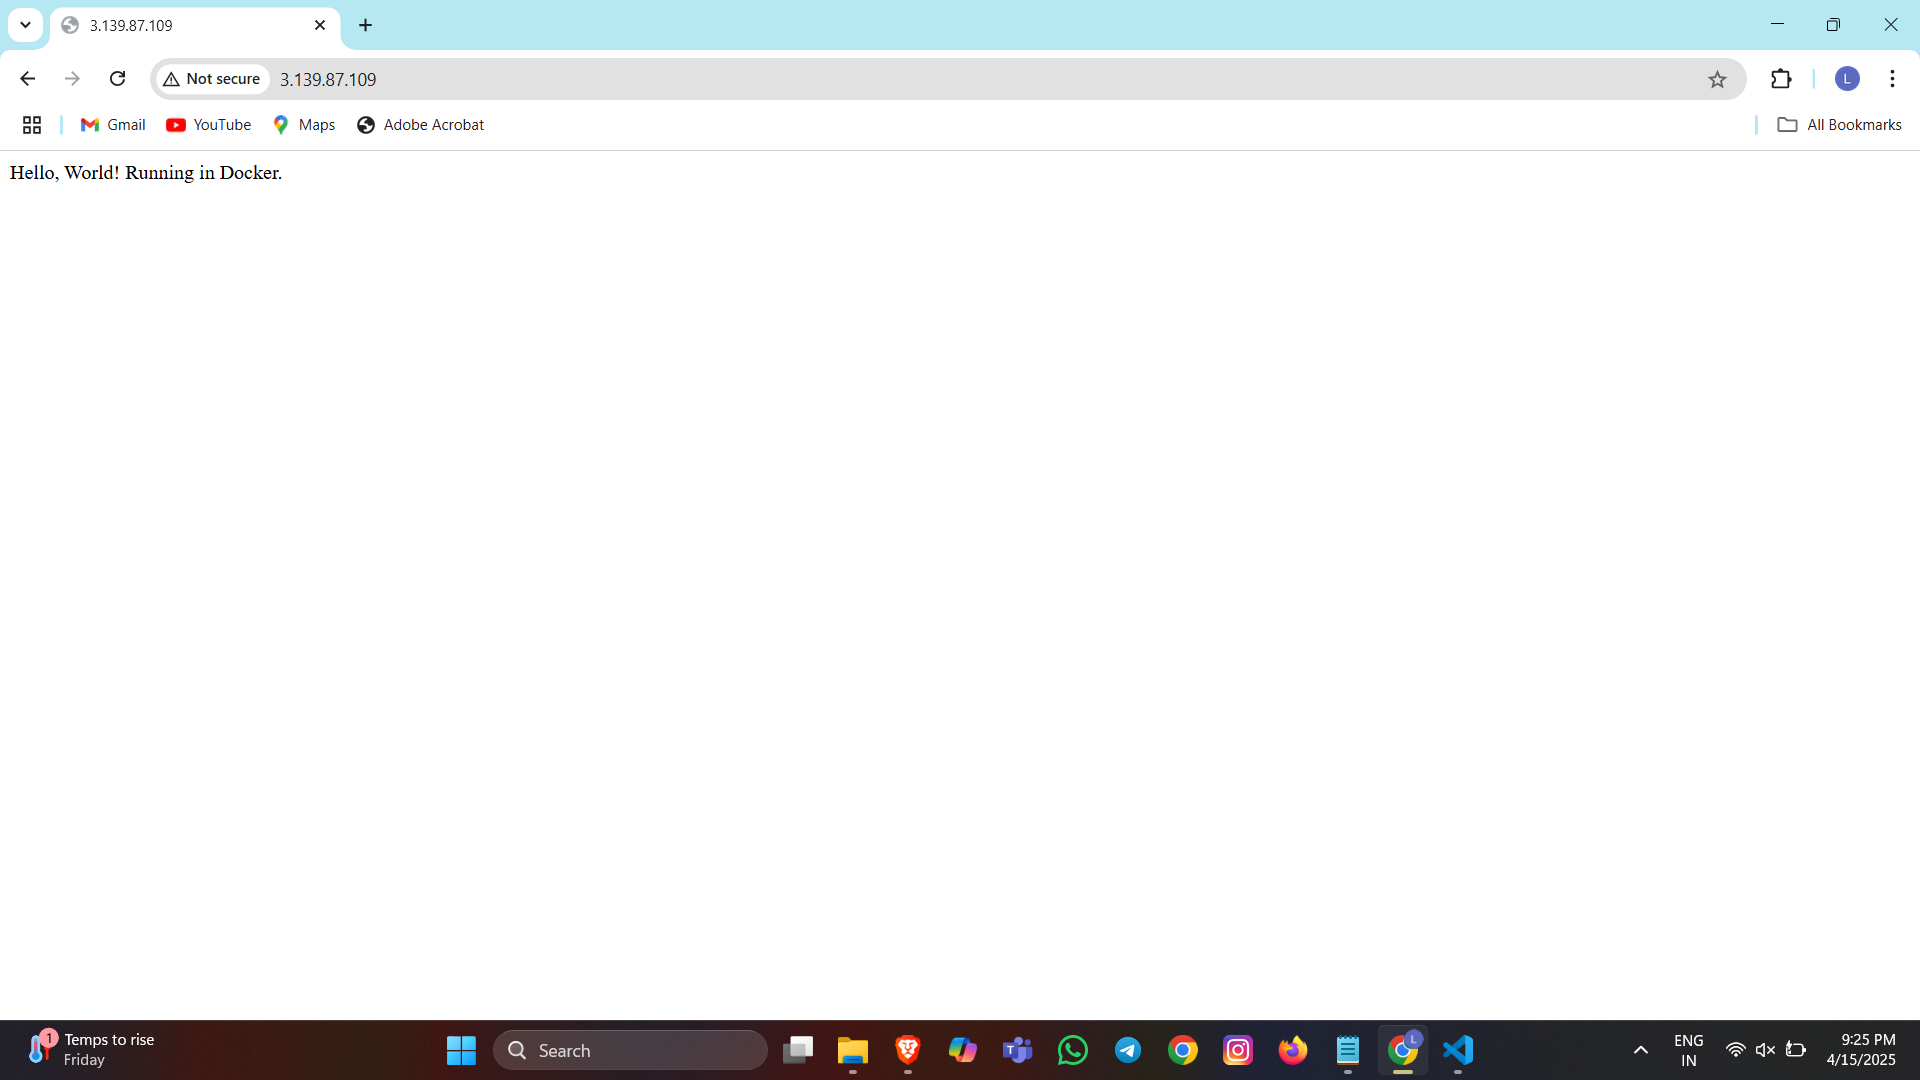 3.139.87.109
Not secure
3.139.87.109
L
Gmail
YouTube
Maps
Adobe Acrobat
All Bookmarks
Hello, World! Running in Docker.
1
Temps to rise
Friday
Search
T
L
ENG
IN
9:25 PM
4/15/2025